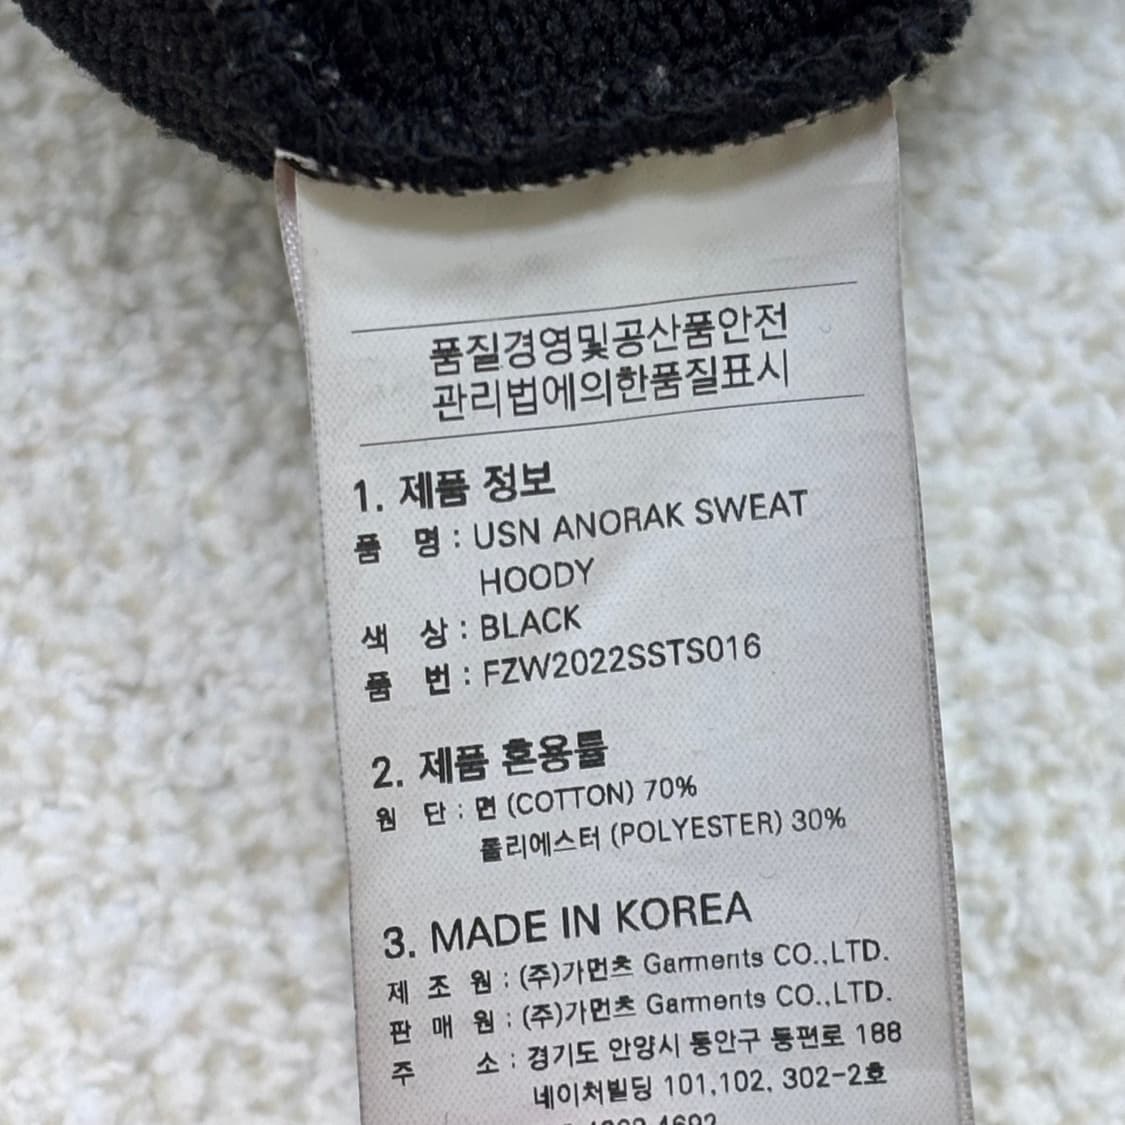 품질경영및공산품안전
관리법에의한품질표시
1. 제품 정보
품 명 : USN ANORAK SWEAT
HOODY
색 상 : BLACK
품 번 : FZW2022SSTS016
2. 제품 혼용률
원 단 : 면 (COTTON) 70%
폴리에스터 (POLYESTER) 30%
3. MADE IN KOREA
제 조 원 : (주)가먼츠 Garments CO.,LTD.
판 매 원 : (주)가먼츠 Garments CO.,LTD.
주 소 : 경기도 안양시 동안구 동편로 188
네이처빌딩 101,102, 302-2호